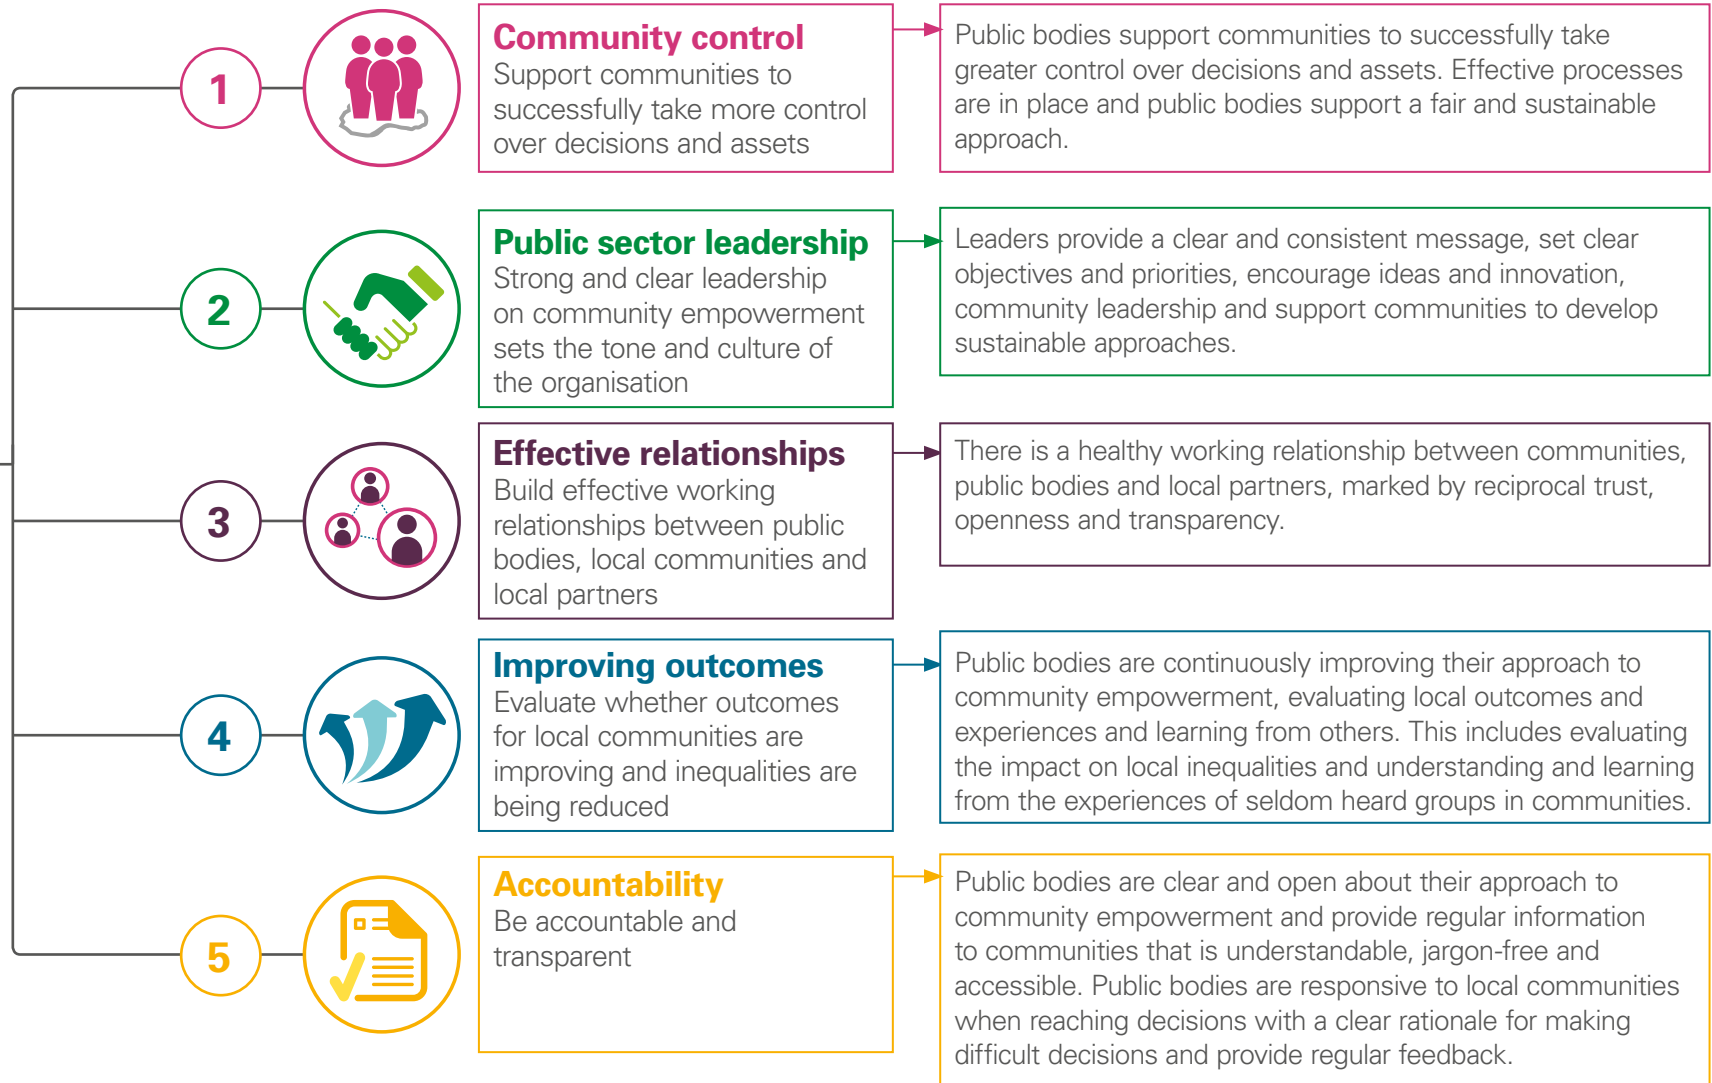 1
Community control
Support communities to
successfully take more control
over decisions and assets
Public bodies support communities to successfully take
greater control over decisions and assets. Effective processes
are in place and public bodies support a fair and sustainable
approach.
2
Public sector leadership
Strong and clear leadership
on community empowerment
sets the tone and culture of
the organisation
Leaders provide a clear and consistent message, set clear
objectives and priorities, encourage ideas and innovation,
community leadership and support communities to develop
sustainable approaches.
3
Effective relationships
Build effective working
relationships between public
bodies, local communities and
local partners
There is a healthy working relationship between communities,
public bodies and local partners, marked by reciprocal trust,
openness and transparency.
4
Improving outcomes
Evaluate whether outcomes
for local communities are
improving and inequalities are
being reduced
Public bodies are continuously improving their approach to
community empowerment, evaluating local outcomes and
experiences and learning from others. This includes evaluating
the impact on local inequalities and understanding and learning
from the experiences of seldom heard groups in communities.
5
Accountability
Be accountable and
transparent
Public bodies are clear and open about their approach to
community empowerment and provide regular information
to communities that is understandable, jargon-free and
accessible. Public bodies are responsive to local communities
when reaching decisions with a clear rationale for making
difficult decisions and provide regular feedback.